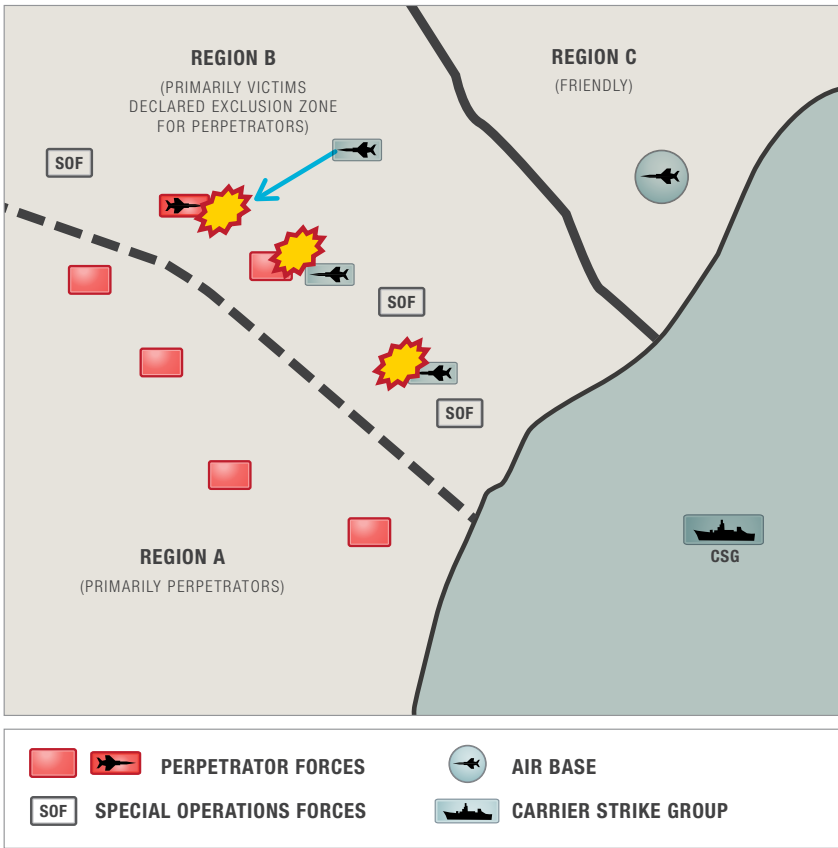 REGION B
(PRIMARILY VICTIMS
DECLARED EXCLUSION ZONE
FOR PERPETRATORS)
REGION C
(FRIENDLY)
SOF
SOF
SOF
REGION A
(PRIMARILY PERPETRATORS)
CSG
PERPETRATOR FORCES
AIR BASE
SOF SPECIAL OPERATIONS FORCES
CARRIER STRIKE GROUP